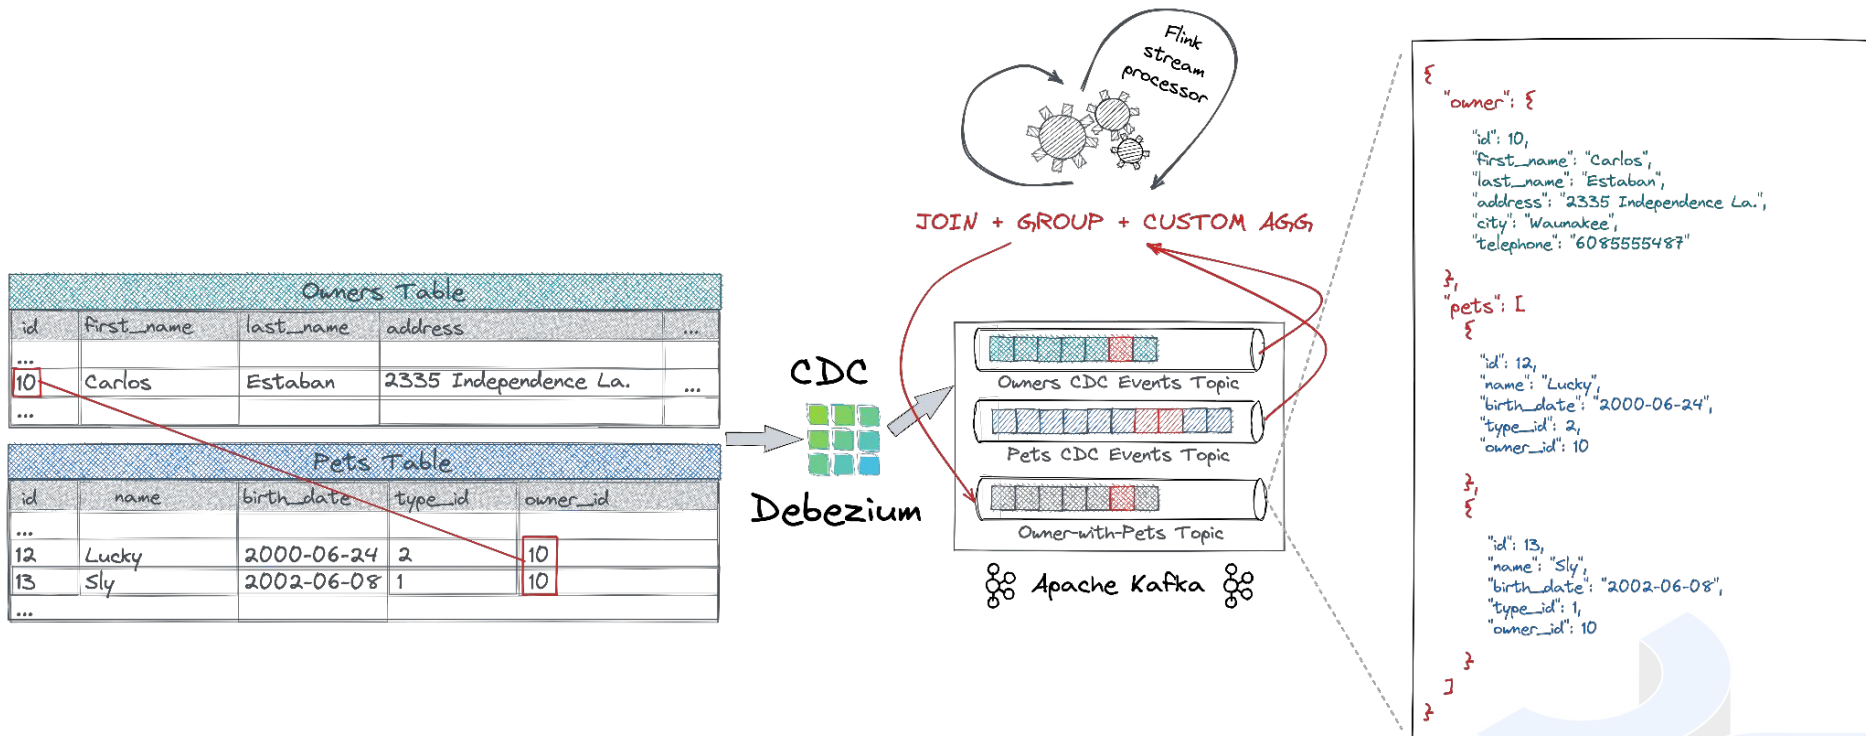 Flink
stream
processor
JOIN + GROUP + CUSTOM AGG
Owners Table
id first_name last_name address ...
...
10 Carlos Estaban 2335 Independence La. ...
...
Pets Table
id name birth_date type_id owner_id
...
12 Lucky 2000-06-24 2 10
13 Sly 2002-06-08 1 10
...
CDC
Debezium
Owners CDC Events Topic
Pets CDC Events Topic
Owner-with-Pets Topic
Apache Kafka
{
"owner": {
"id": 10,
"first_name": "Carlos",
"last_name": "Estaban",
"address": "2335 Independence La.",
"city": "Waunakee",
"telephone": "6085555487"
},
"pets": [
{
"id": 12,
"name": "Lucky",
"birth_date": "2000-06-24",
"type_id": 2,
"owner_id": 10
},
{
"id": 13,
"name": "Sly",
"birth_date": "2002-06-08",
"type_id": 1,
"owner_id": 10
}
]
}